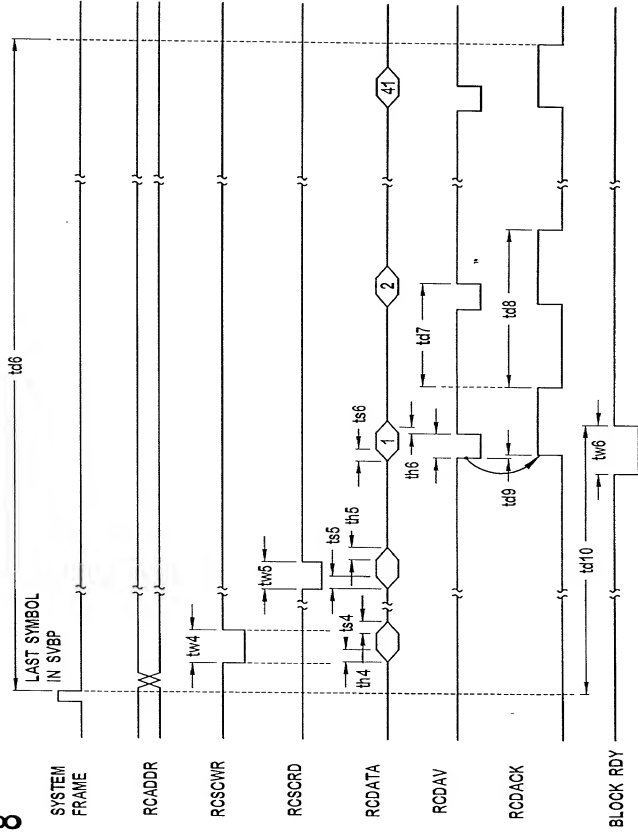 8
td6
SYSTEM
FRAME
LAST SYMBOL
IN SVBP
RCADDR
RCSCWR
tw4
RCSCRD
tw5
RCDATA
th4
ts4
ts5
th5
ts6
1
2
41
RCDAV
th6
td7
RCDACK
td9
td8
BLOCK RDY
td10
tw6